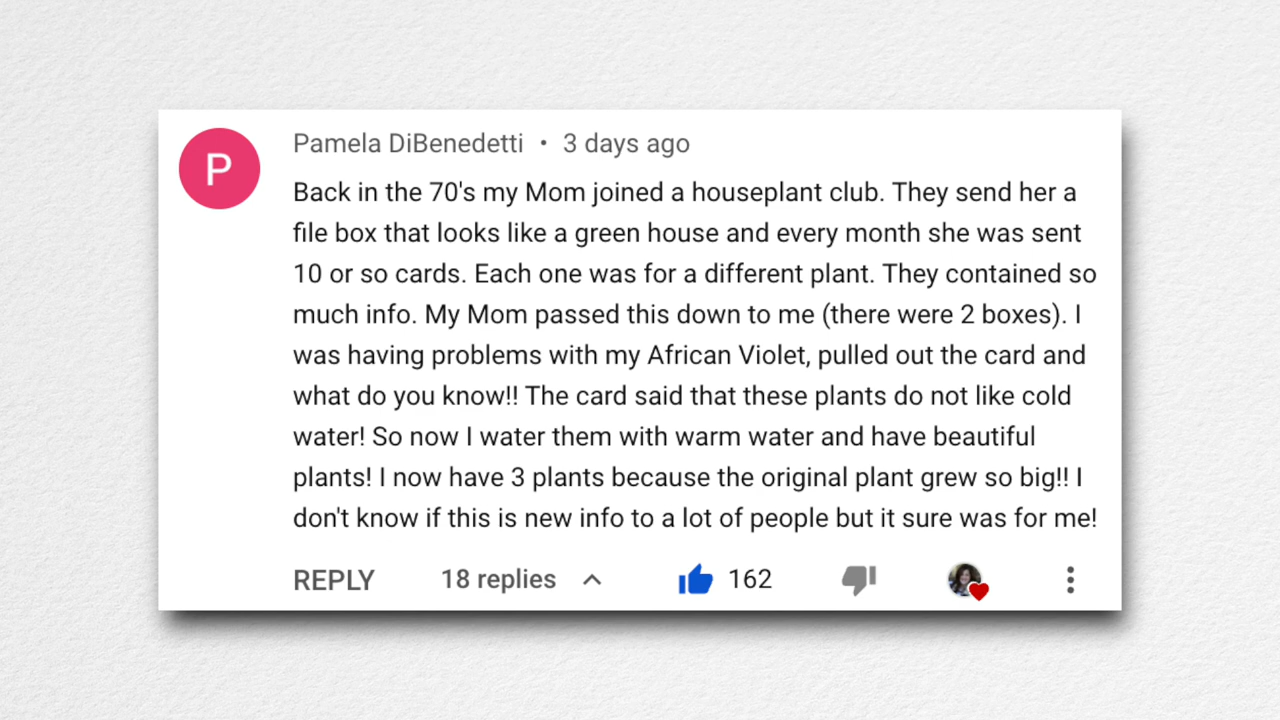 P
Pamela DiBenedetti • 3 days ago
Back in the 70's my Mom joined a houseplant club. They send her a
file box that looks like a green house and every month she was sent
10 or so cards. Each one was for a different plant. They contained so
much info. My Mom passed this down to me (there were 2 boxes). I
was having problems with my African Violet, pulled out the card and
what do you know!! The card said that these plants do not like cold
water! So now I water them with warm water and have beautiful
plants! I now have 3 plants because the original plant grew so big!! I
don't know if this is new info to a lot of people but it sure was for me!
REPLY 18 replies 162